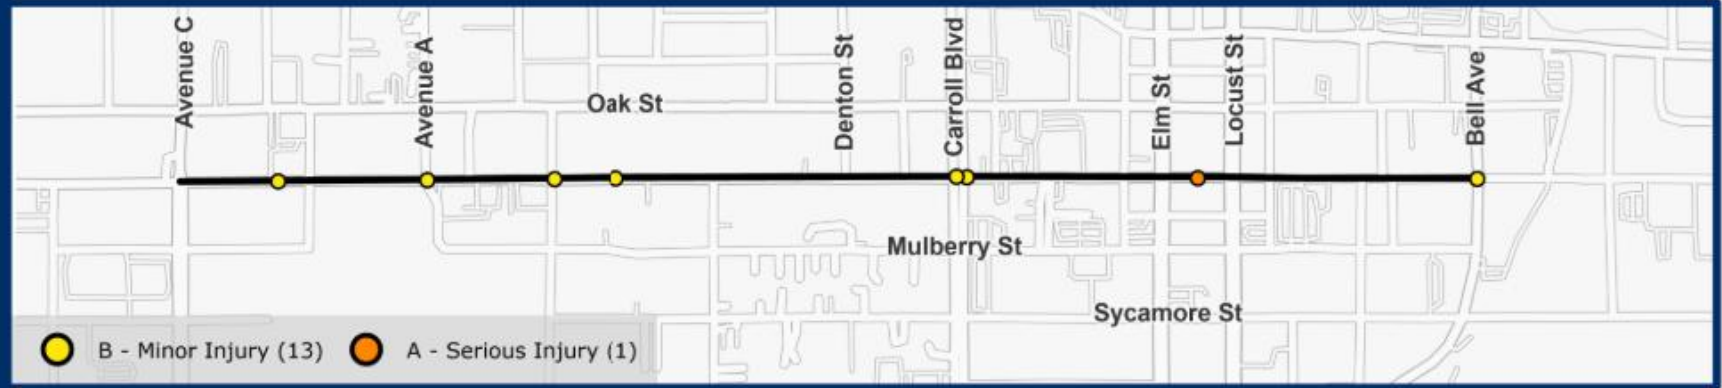 Avenue C
Avenue A
Oak St
Denton St
Carroll Blvd
Elm St
Locust St
Bell Ave
Mulberry St
Sycamore St
B - Minor Injury (13)
A - Serious Injury (1)